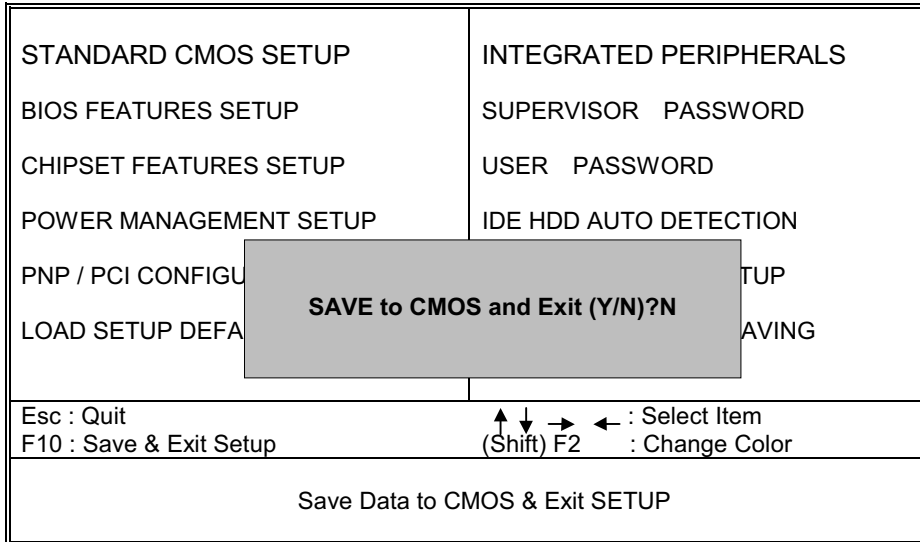 STANDARD CMOS SETUP
BIOS FEATURES SETUP
CHIPSET FEATURES SETUP
POWER MANAGEMENT SETUP
PNP / PCI CONFIGU
LOAD SETUP DEFA
INTEGRATED PERIPHERALS
SUPERVISOR PASSWORD
USER PASSWORD
IDE HDD AUTO DETECTION
TUP
AVING
SAVE to CMOS and Exit (Y/N)?N
Esc : Quit
F10 : Save & Exit Setup
↑ ↓ → ← : Select Item
(Shift) F2 : Change Color
Save Data to CMOS & Exit SETUP